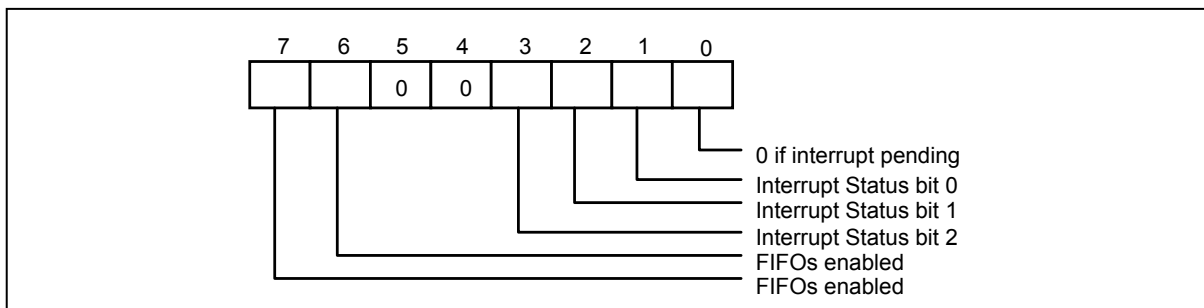 7 6 5 4 3 2 1 0
0 0
0 if interrupt pending
Interrupt Status bit 0
Interrupt Status bit 1
Interrupt Status bit 2
FIFOs enabled
FIFOs enabled